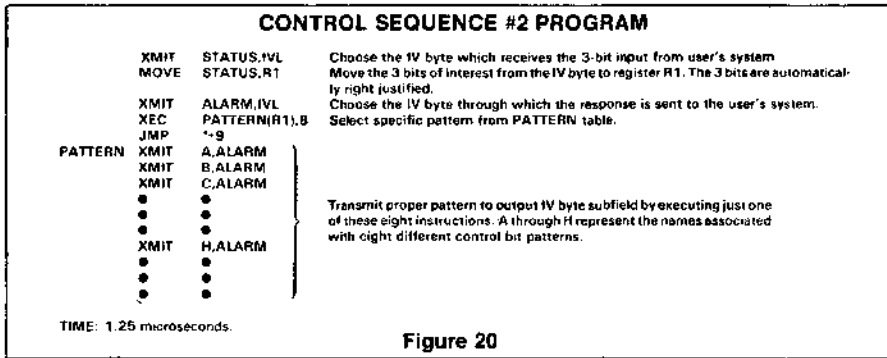 CONTROL SEQUENCE #2 PROGRAM
XMIT STATUS,IVL Choose the IV byte which receives the 3-bit input from user's system
MOVE STATUS,R1 Move the 3 bits of interest from the IV byte to register R1. The 3 bits are automatical-
ly right justified.
XMIT ALARM,IVL Choose the IV byte through which the response is sent to the user's system.
XEC PATTERN(R1),8 Select specific pattern from PATTERN table.
JMP *+9
PATTERN XMIT A,ALARM
XMIT B,ALARM
XMIT C,ALARM
Transmit proper pattern to output IV byte subfield by executing just one
of these eight instructions. A through H represent the names associated
with eight different control bit patterns.
XMIT H,ALARM
TIME: 1.25 microseconds.
Figure 20